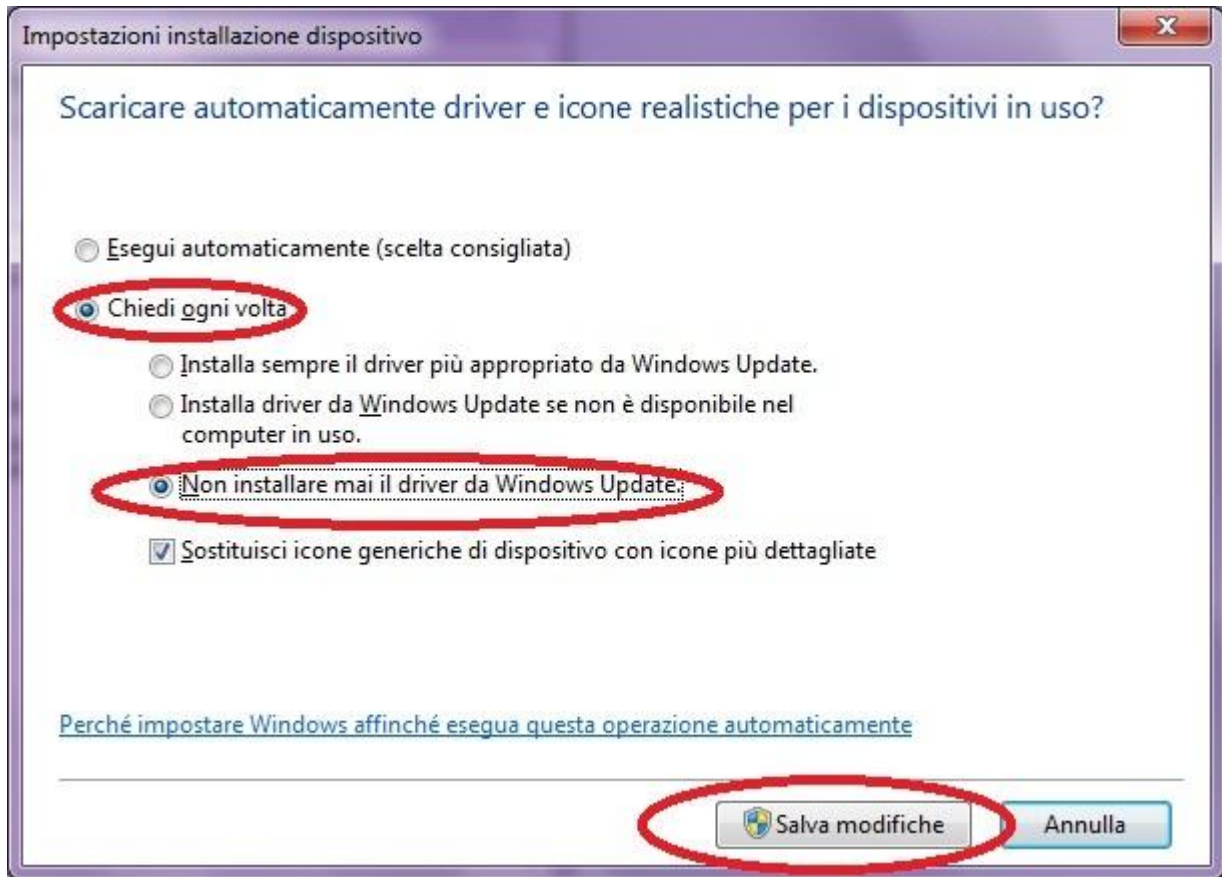 Impostazioni installazione dispositivo
Scaricare automaticamente driver e icone realistiche per i dispositivi in uso?
Esegui automaticamente (scelta consigliata)
Chiedi ogni volta
Installa sempre il driver più appropriato da Windows Update.
Installa driver da Windows Update se non è disponibile nel
computer in uso.
Non installare mai il driver da Windows Update.
Sostituisci icone generiche di dispositivo con icone più dettagliate
Perché impostare Windows affinché esegua questa operazione automaticamente
Salva modifiche
Annulla